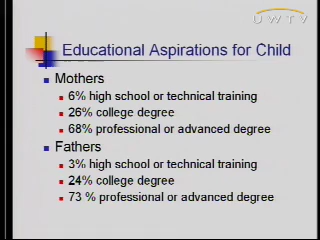 UWTV
Educational Aspirations for Child
Mothers
6% high school or technical training
26% college degree
68% professional or advanced degree
Fathers
3% high school or technical training
24% college degree
73 % professional or advanced degree